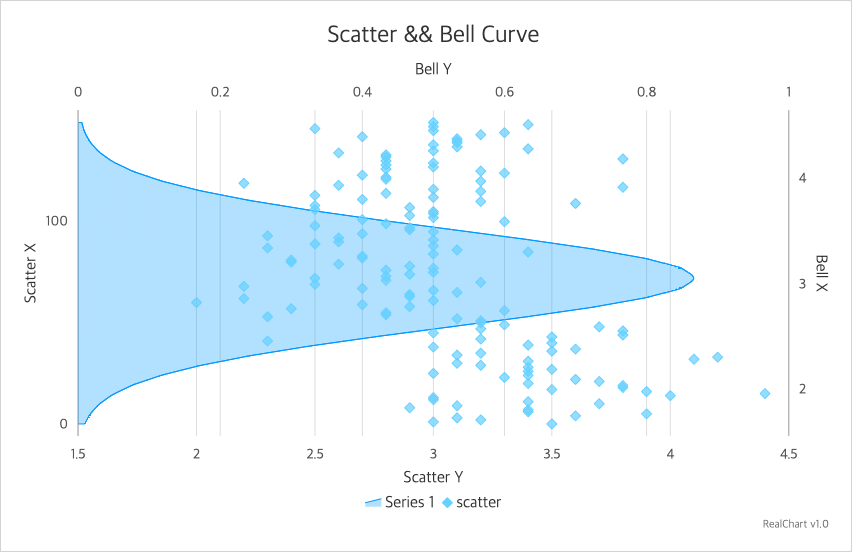 Scatter && Bell Curve
Bell Y
0 0.2 0.4 0.6 0.8 1
100
0
Scatter X
4
3
2
Bell X
1.5 2 2.5 3 3.5 4 4.5
Scatter Y
Series 1 scatter
RealChart v1.0